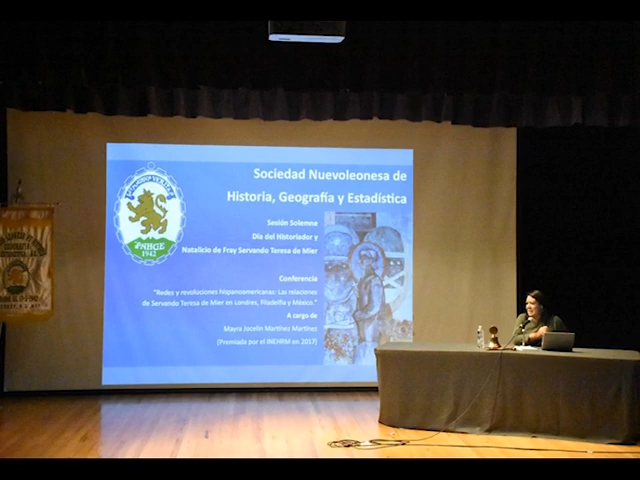 Sociedad Nuevoleonesa de
Historia, Geografía y Estadística
Sesión Solemne
Día del Historiador y
Natalicio de Fray Servando Teresa de Mier
Conferencia
"Redes y revoluciones hispanoamericanas: Las relaciones
de Servando Teresa de Mier en Londres, Filadelfia y México."
A cargo de
Mayra Jocelin Martínez Martínez
(Premiada por el INEHRM en 2017)
SNHGE
1942